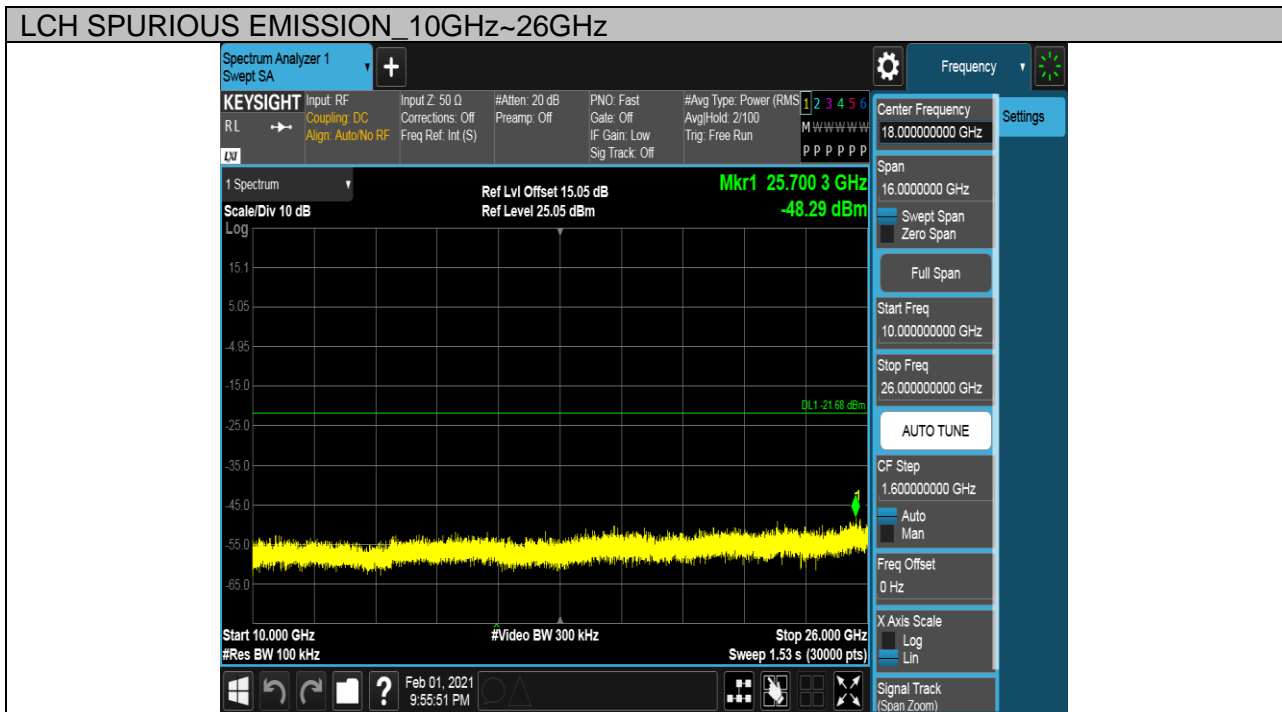 LCH SPURIOUS EMISSION_10GHz~26GHz
Spectrum Analyzer 1
Swept SA
Frequency
KEYSIGHT
RL
LXI
Input: RF
Coupling: DC
Align: Auto/No RF
Input Z: 50 Ω
Corrections: Off
Freq Ref: Int (S)
#Atten: 20 dB
Preamp: Off
PNO: Fast
Gate: Off
IF Gain: Low
Sig Track: Off
#Avg Type: Power (RMS
Avg|Hold: 2/100
Trig: Free Run
1 2 3 4 5 6
M W W W W W
P P P P P P
1 Spectrum
Scale/Div 10 dB
Log
Ref Lvl Offset 15.05 dB
Ref Level 25.05 dBm
Mkr1 25.700 3 GHz
-48.29 dBm
15.1
5.05
-4.95
-15.0
DL1 -21.68 dBm
-25.0
-35.0
1
-45.0
-55.0
-65.0
Start 10.000 GHz
#Res BW 100 kHz
#Video BW 300 kHz
Stop 26.000 GHz
Sweep 1.53 s (30000 pts)
Feb 01, 2021
9:55:51 PM
?
Center Frequency
18.000000000 GHz
Settings
Span
16.0000000 GHz
Swept Span
Zero Span
Full Span
Start Freq
10.000000000 GHz
Stop Freq
26.000000000 GHz
AUTO TUNE
CF Step
1.600000000 GHz
Auto
Man
Freq Offset
0 Hz
X Axis Scale
Log
Lin
Signal Track
(Span Zoom)